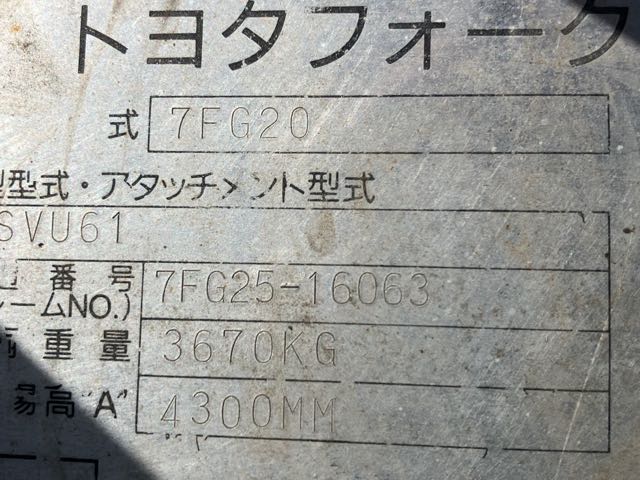 トヨタフォーク
式 7FG20
型式・アタッチメント型式
SVU61
番号 7FG25-16063
ームNO.)
重量 3670KG
揚高"A" 4300MM